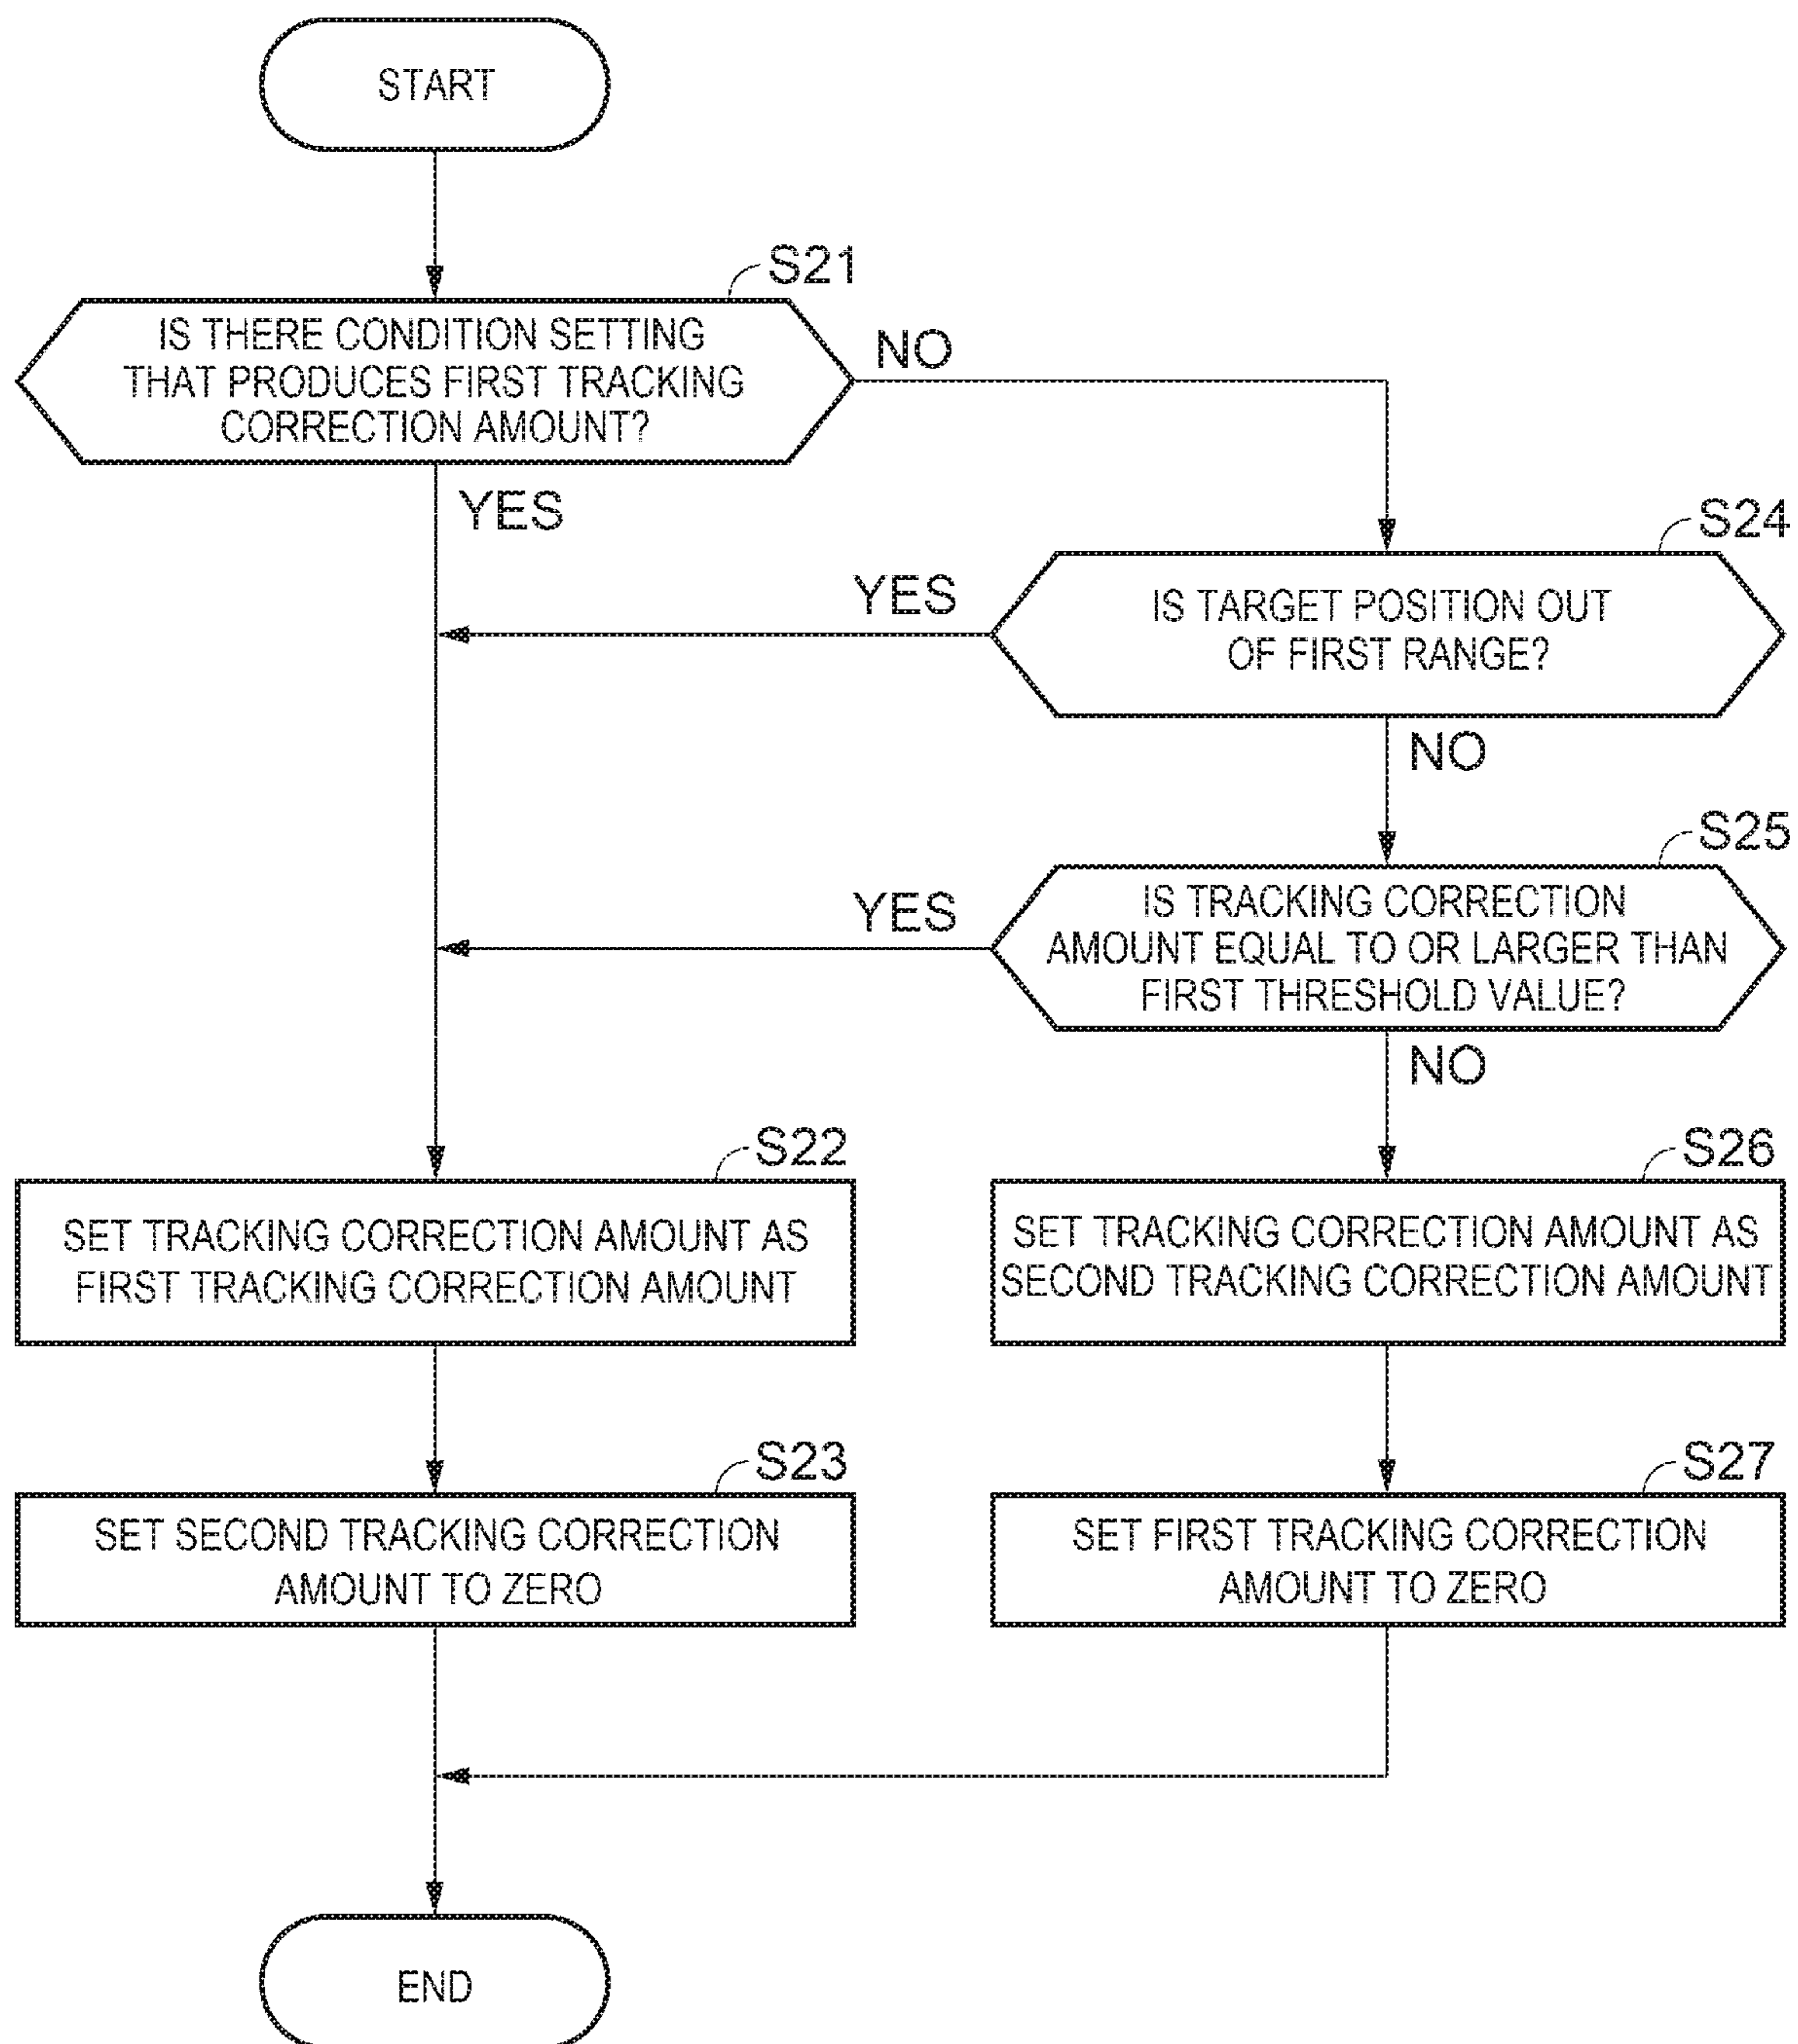 START
S21
IS THERE CONDITION SETTING
THAT PRODUCES FIRST TRACKING
CORRECTION AMOUNT?
NO
YES
S24
IS TARGET POSITION OUT
OF FIRST RANGE?
YES
NO
S25
IS TRACKING CORRECTION
AMOUNT EQUAL TO OR LARGER THAN
FIRST THRESHOLD VALUE?
YES
NO
S22
SET TRACKING CORRECTION AMOUNT AS
FIRST TRACKING CORRECTION AMOUNT
S26
SET TRACKING CORRECTION AMOUNT AS
SECOND TRACKING CORRECTION AMOUNT
S23
SET SECOND TRACKING CORRECTION
AMOUNT TO ZERO
S27
SET FIRST TRACKING CORRECTION
AMOUNT TO ZERO
END